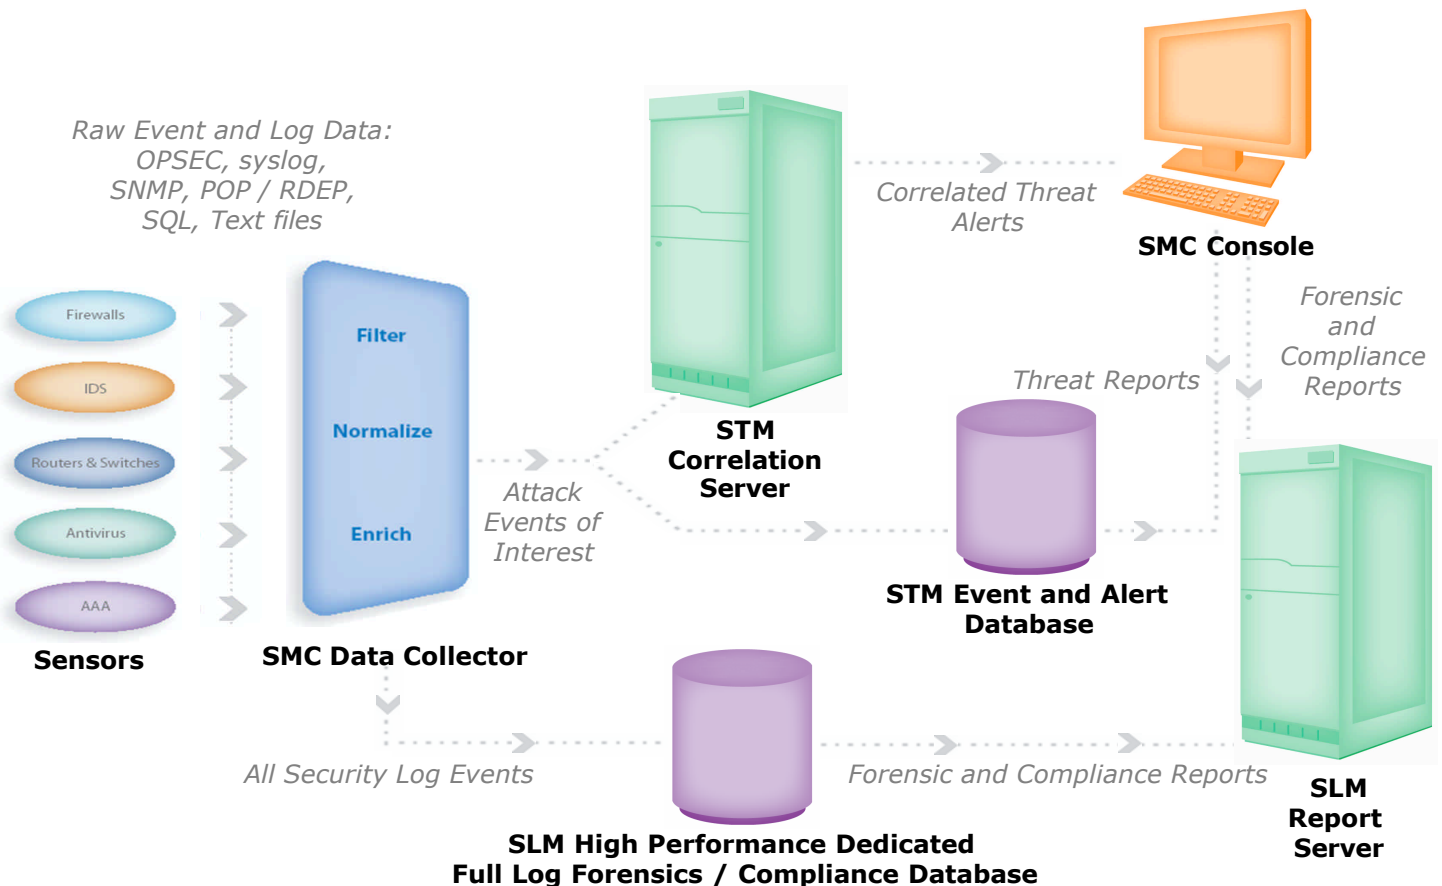 Raw Event and Log Data:
OPSEC, syslog,
SNMP, POP / RDEP,
SQL, Text files
Firewalls
IDS
Routers & Switches
Antivirus
AAA
Sensors
Filter
Normalize
Enrich
SMC Data Collector
Attack
Events of
Interest
STM
Correlation
Server
Correlated Threat
Alerts
SMC Console
Threat Reports
Forensic
and
Compliance
Reports
STM Event and Alert
Database
All Security Log Events
SLM High Performance Dedicated
Full Log Forensics / Compliance Database
Forensic and Compliance Reports
SLM
Report
Server